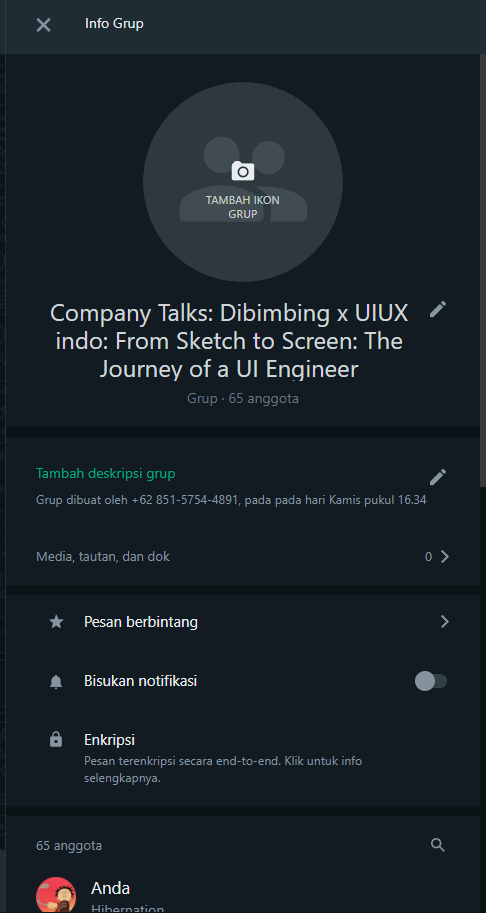 Info Grup
TAMBAH IKON
GRUP
Company Talks: Dibimbing x UIUX
indo: From Sketch to Screen: The
Journey of a UI Engineer
Grup · 65 anggota
Tambah deskripsi grup
Grup dibuat oleh +62 851-5754-4891, pada pada hari Kamis pukul 16.34
Media, tautan, dan dok
0
Pesan berbintang
Bisukan notifikasi
Enkripsi
Pesan terenkripsi secara end-to-end. Klik untuk info
selengkapnya.
65 anggota
Anda
Hibernation